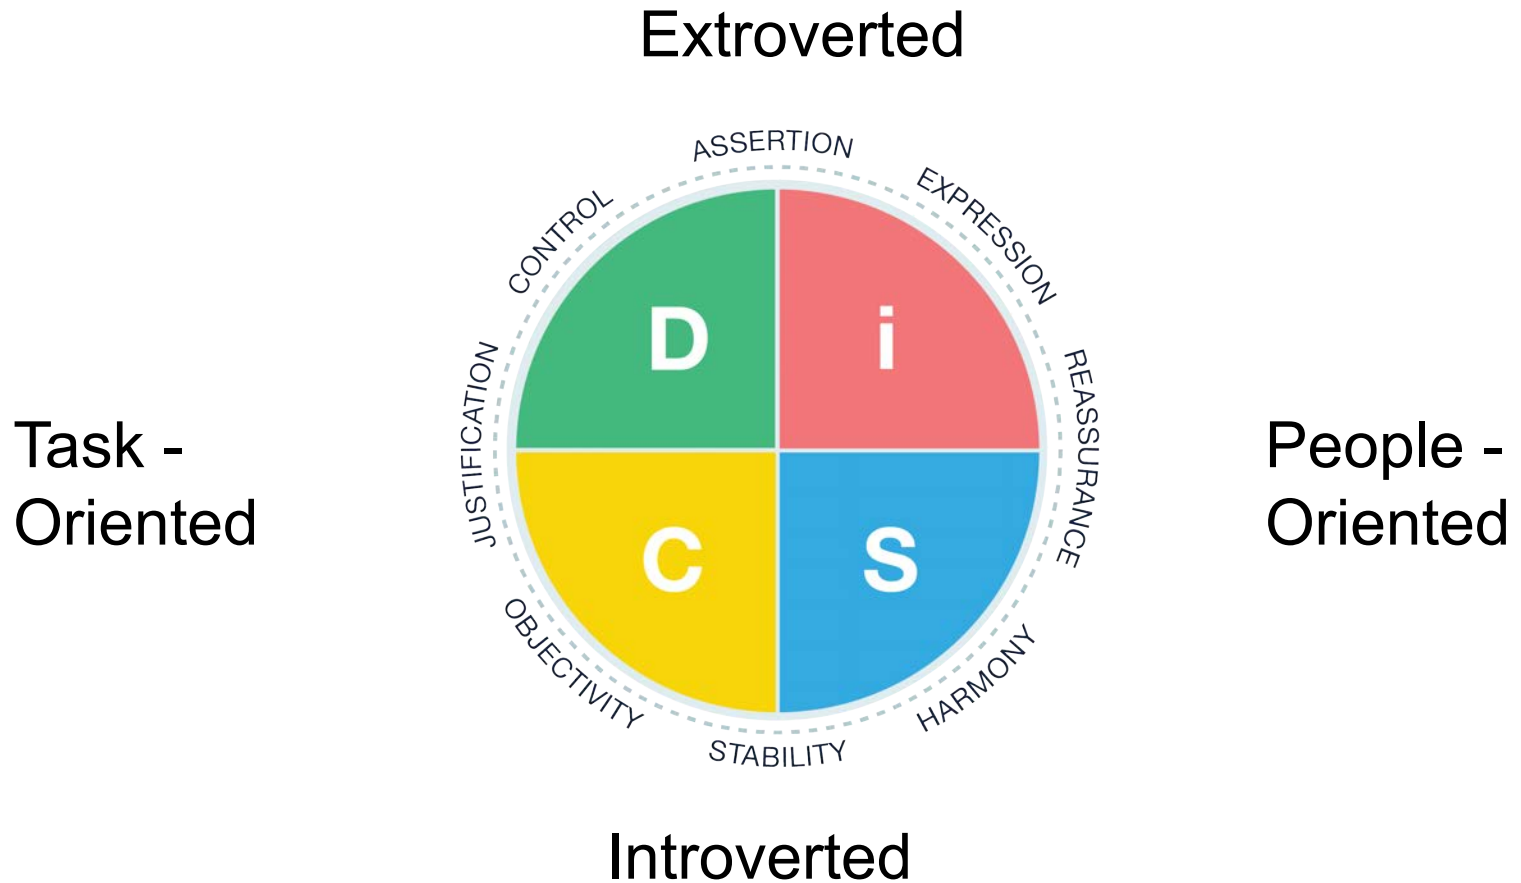 Extroverted
ASSERTION
EXPRESSION
CONTROL
D
i
JUSTIFICATION
REASSURANCE
Task -
Oriented
People -
Oriented
C
S
OBJECTIVITY
HARMONY
STABILITY
Introverted